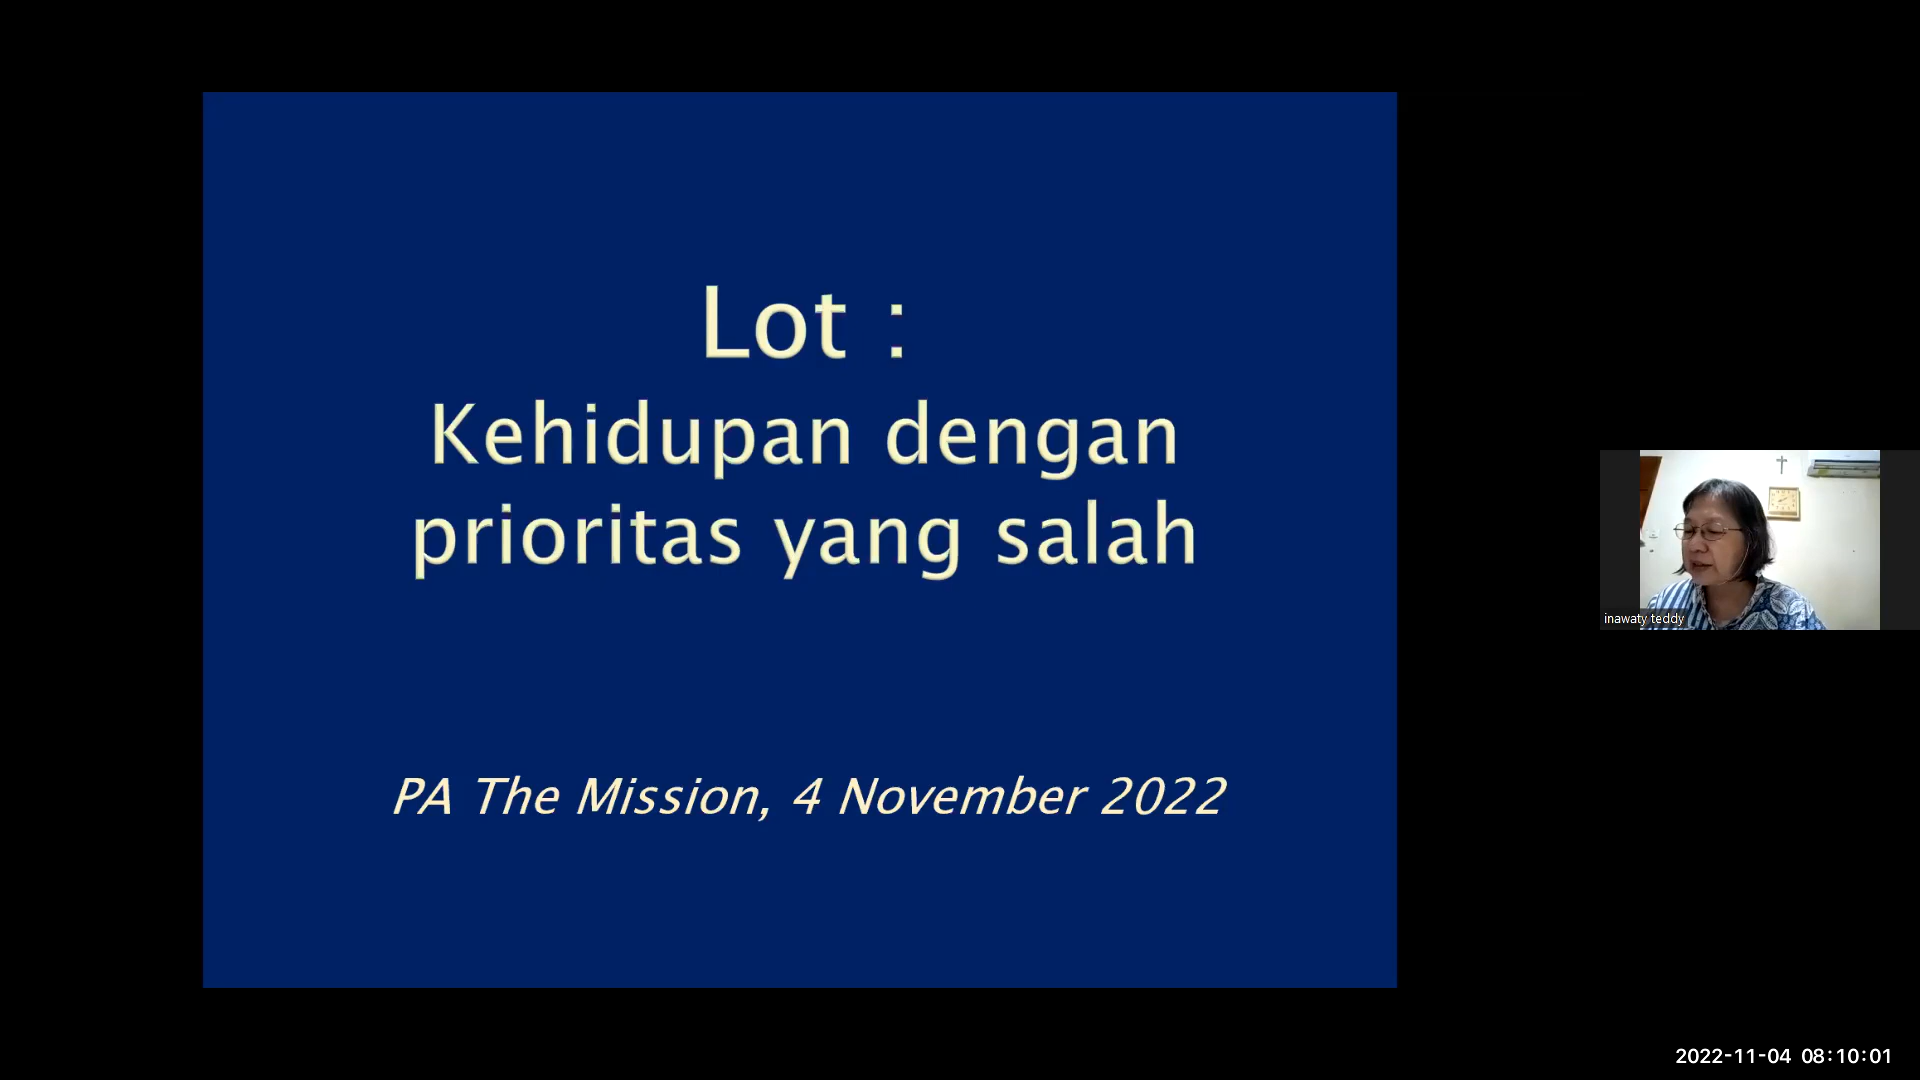 Lot :
Kehidupan dengan
prioritas yang salah
PA The Mission, 4 November 2022
inawaty teddy
2022-11-04 08:10:01